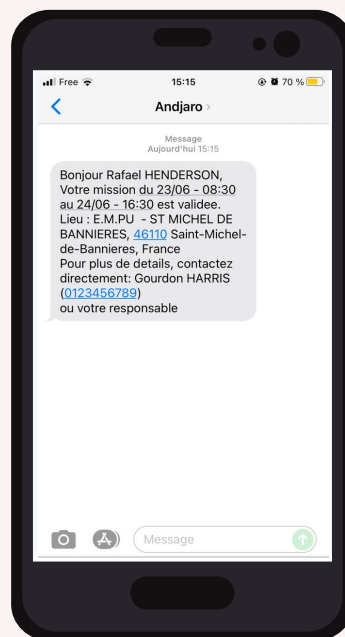 Free 15:15 70 %
Andjaro
Message
Aujourd'hui 15:15
Bonjour Rafael HENDERSON,
Votre mission du 23/06 - 08:30
au 24/06 - 16:30 est validee.
Lieu : E.M.PU - ST MICHEL DE
BANNIERES, 46110 Saint-Michel-
de-Bannieres, France
Pour plus de details, contactez
directement: Gourdon HARRIS
(0123456789)
ou votre responsable
Message